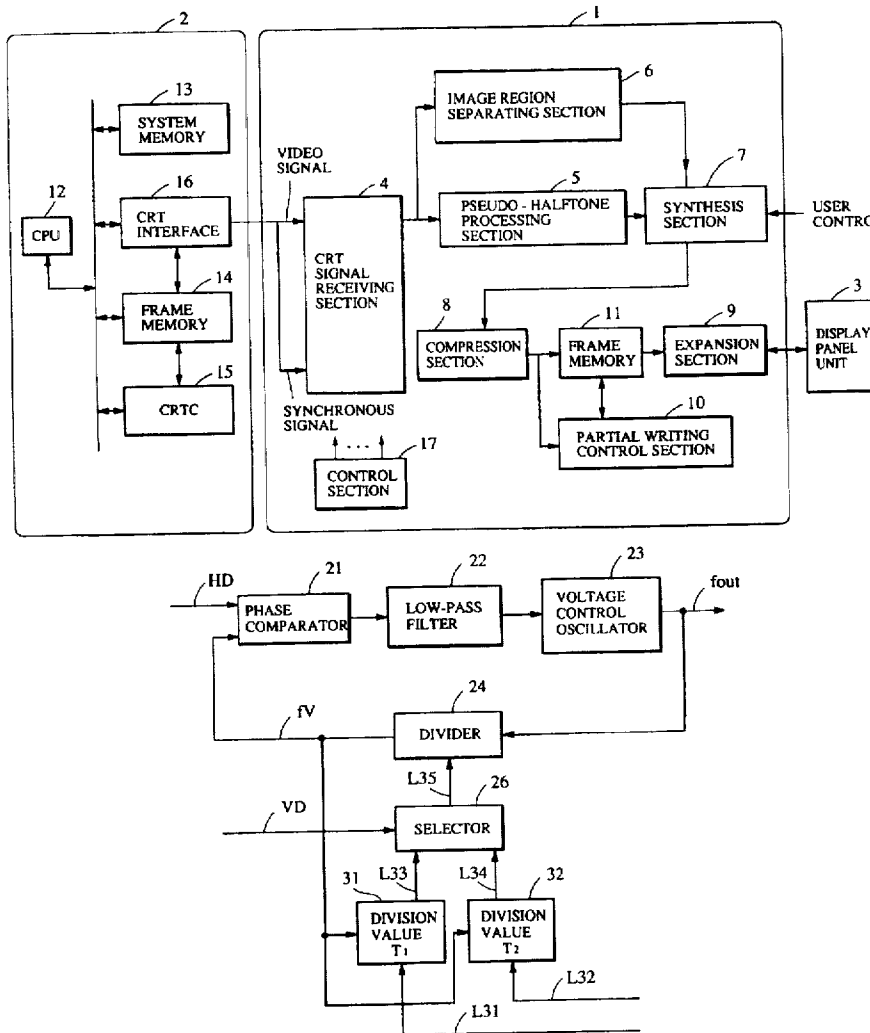 2
1
13
SYSTEM
MEMORY
12
CPU
16
CRT
INTERFACE
14
FRAME
MEMORY
15
CRTC
VIDEO
SIGNAL
4
CRT
SIGNAL
RECEIVING
SECTION
SYNCHRONOUS
SIGNAL
17
CONTROL
SECTION
6
IMAGE REGION
SEPARATING SECTION
5
PSEUDO - HALFTONE
PROCESSING
SECTION
7
SYNTHESIS
SECTION
USER
CONTROL
8
COMPRESSION
SECTION
11
FRAME
MEMORY
9
EXPANSION
SECTION
3
DISPLAY
PANEL
UNIT
10
PARTIAL WRITING
CONTROL SECTION
HD
21
PHASE
COMPARATOR
22
LOW-PASS
FILTER
23
VOLTAGE
CONTROL
OSCILLATOR
fout
fV
24
DIVIDER
L35
26
VD
SELECTOR
L33
L34
31
DIVISION
VALUE
T1
32
DIVISION
VALUE
T2
L32
L31